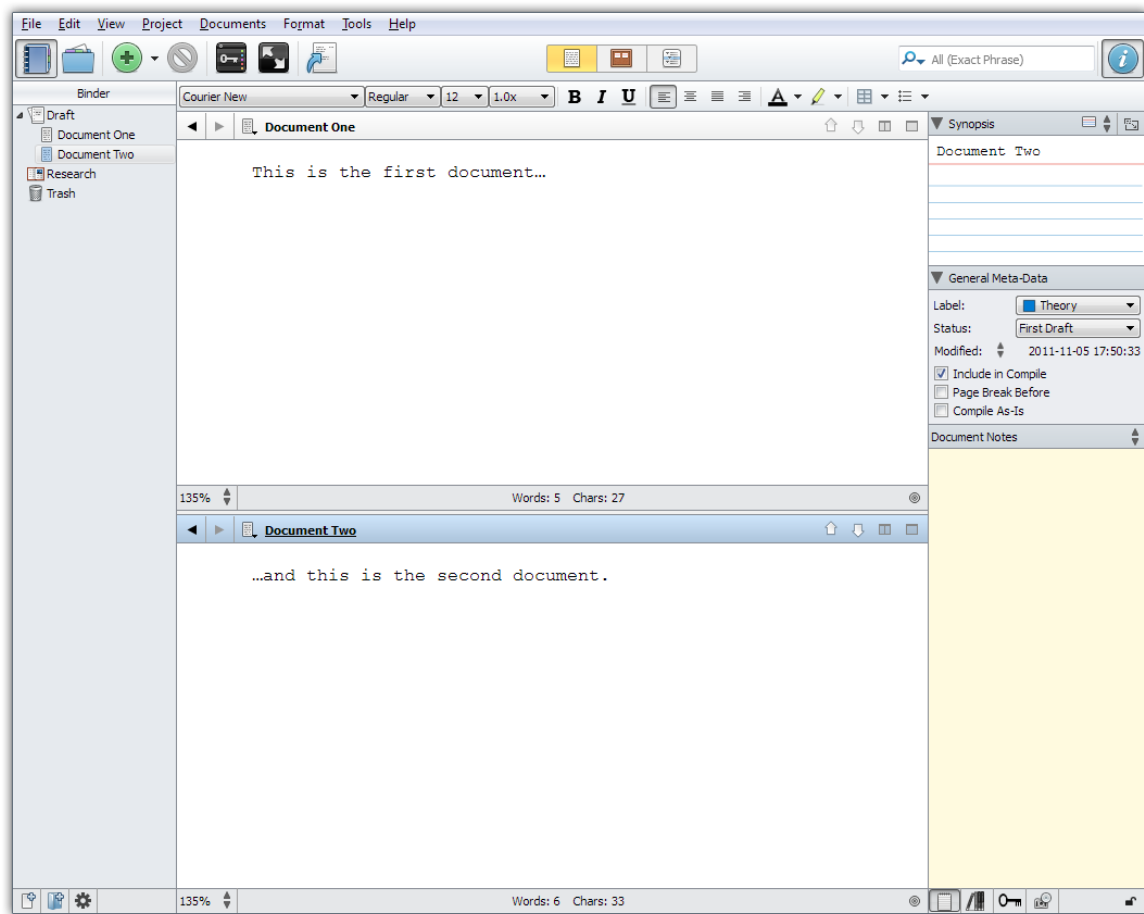 File Edit View Project Documents Format Tools Help
All (Exact Phrase)
Binder
Draft
Document One
Document Two
Research
Trash
Courier New Regular 12 1.0x B I U A
Document One
This is the first document…
135% Words: 5 Chars: 27
Document Two
…and this is the second document.
135% Words: 6 Chars: 33
Synopsis
Document Two
General Meta-Data
Label: Theory
Status: First Draft
Modified: 2011-11-05 17:50:33
Include in Compile
Page Break Before
Compile As-Is
Document Notes